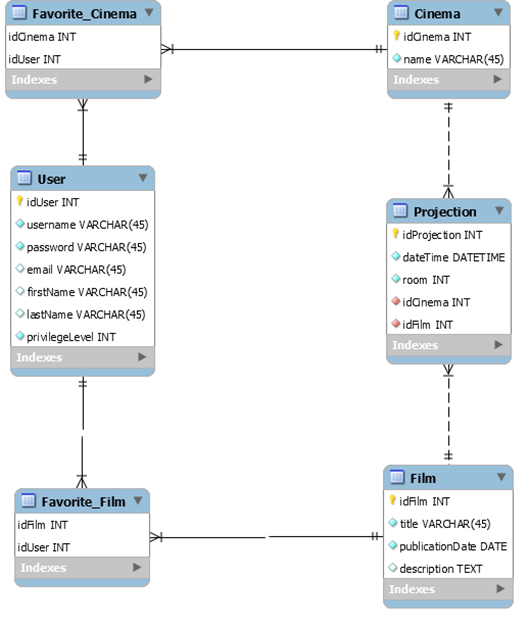 Favorite_Cinema
idCinema INT
idUser INT
Indexes
Cinema
idCinema INT
name VARCHAR(45)
Indexes
User
idUser INT
username VARCHAR(45)
password VARCHAR(45)
email VARCHAR(45)
firstName VARCHAR(45)
lastName VARCHAR(45)
privilegeLevel INT
Indexes
Projection
idProjection INT
dateTime DATETIME
room INT
idCinema INT
idFilm INT
Indexes
Favorite_Film
idFilm INT
idUser INT
Indexes
Film
idFilm INT
title VARCHAR(45)
publicationDate DATE
description TEXT
Indexes